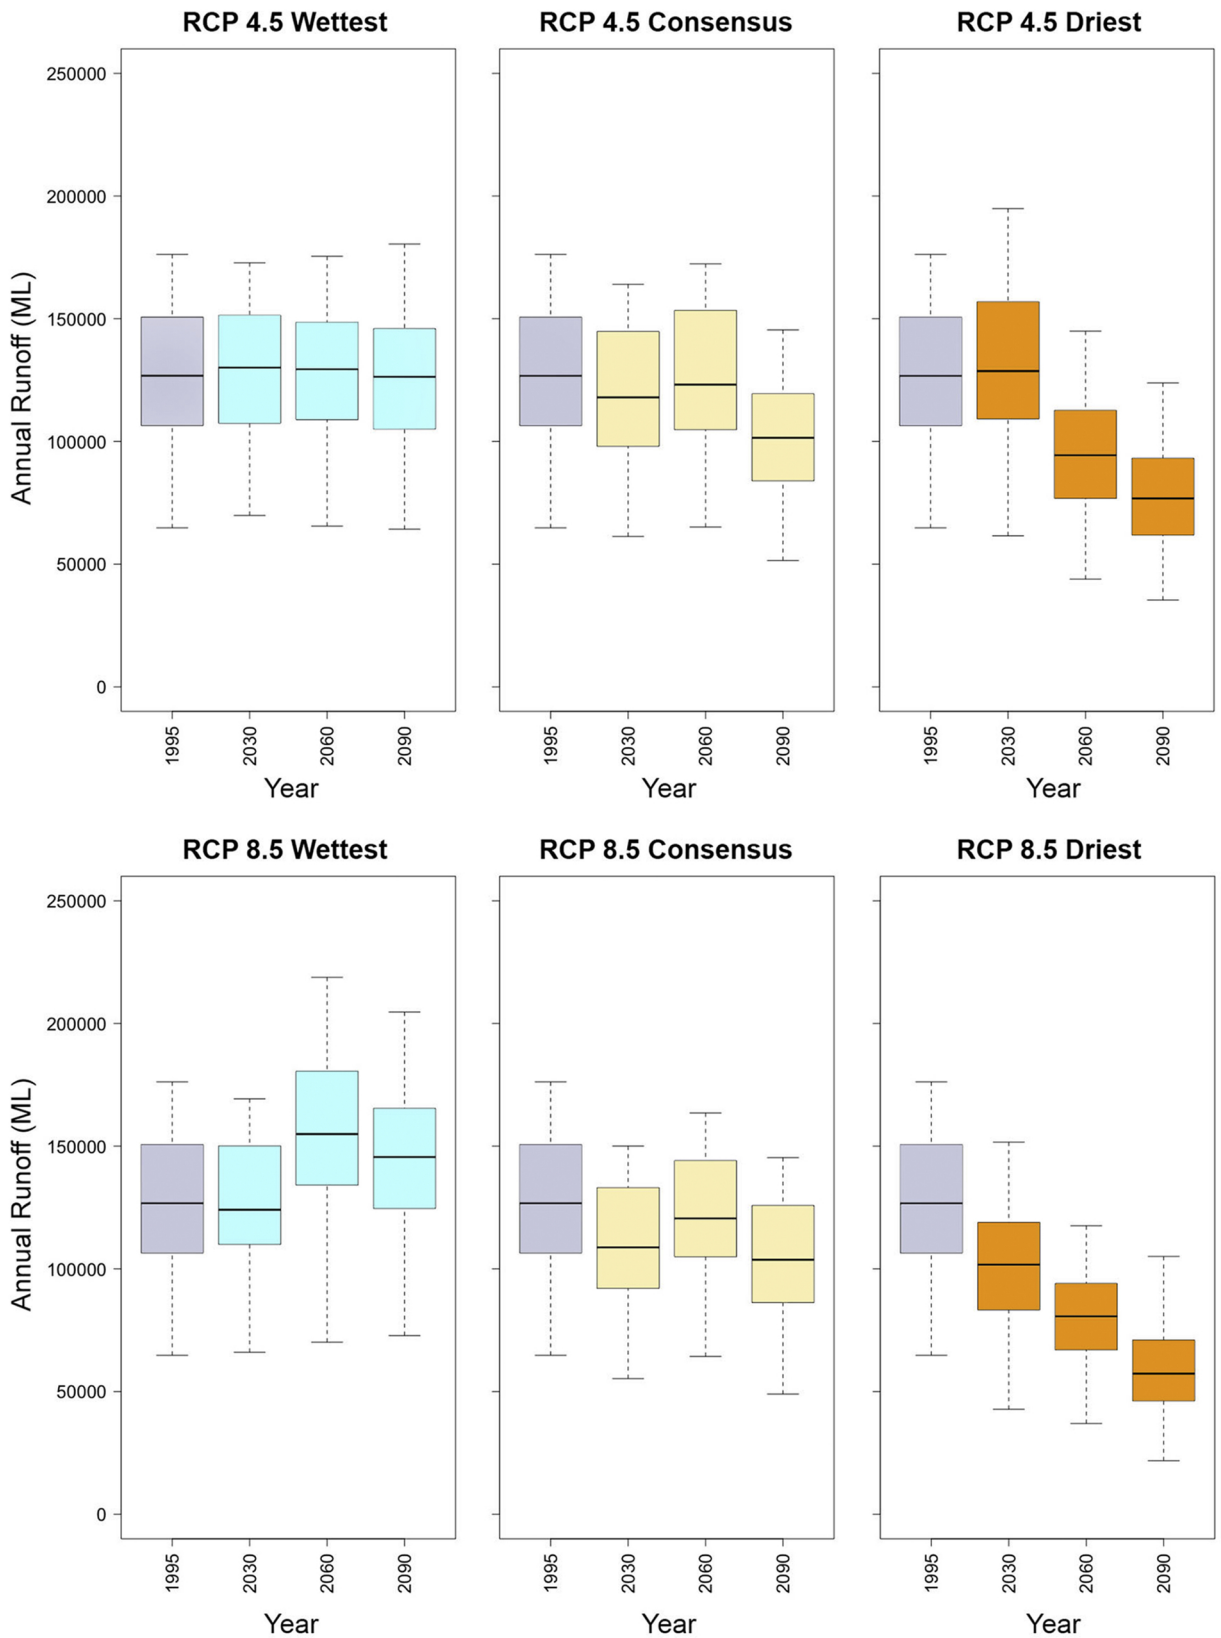 RCP 4.5 Wettest
RCP 4.5 Consensus
RCP 4.5 Driest
Annual Runoff (ML)
250000
200000
150000
100000
50000
0
1995 2030 2060 2090
1995 2030 2060 2090
1995 2030 2060 2090
Year
Year
Year
RCP 8.5 Wettest
RCP 8.5 Consensus
RCP 8.5 Driest
Annual Runoff (ML)
250000
200000
150000
100000
50000
0
1995 2030 2060 2090
1995 2030 2060 2090
1995 2030 2060 2090
Year
Year
Year